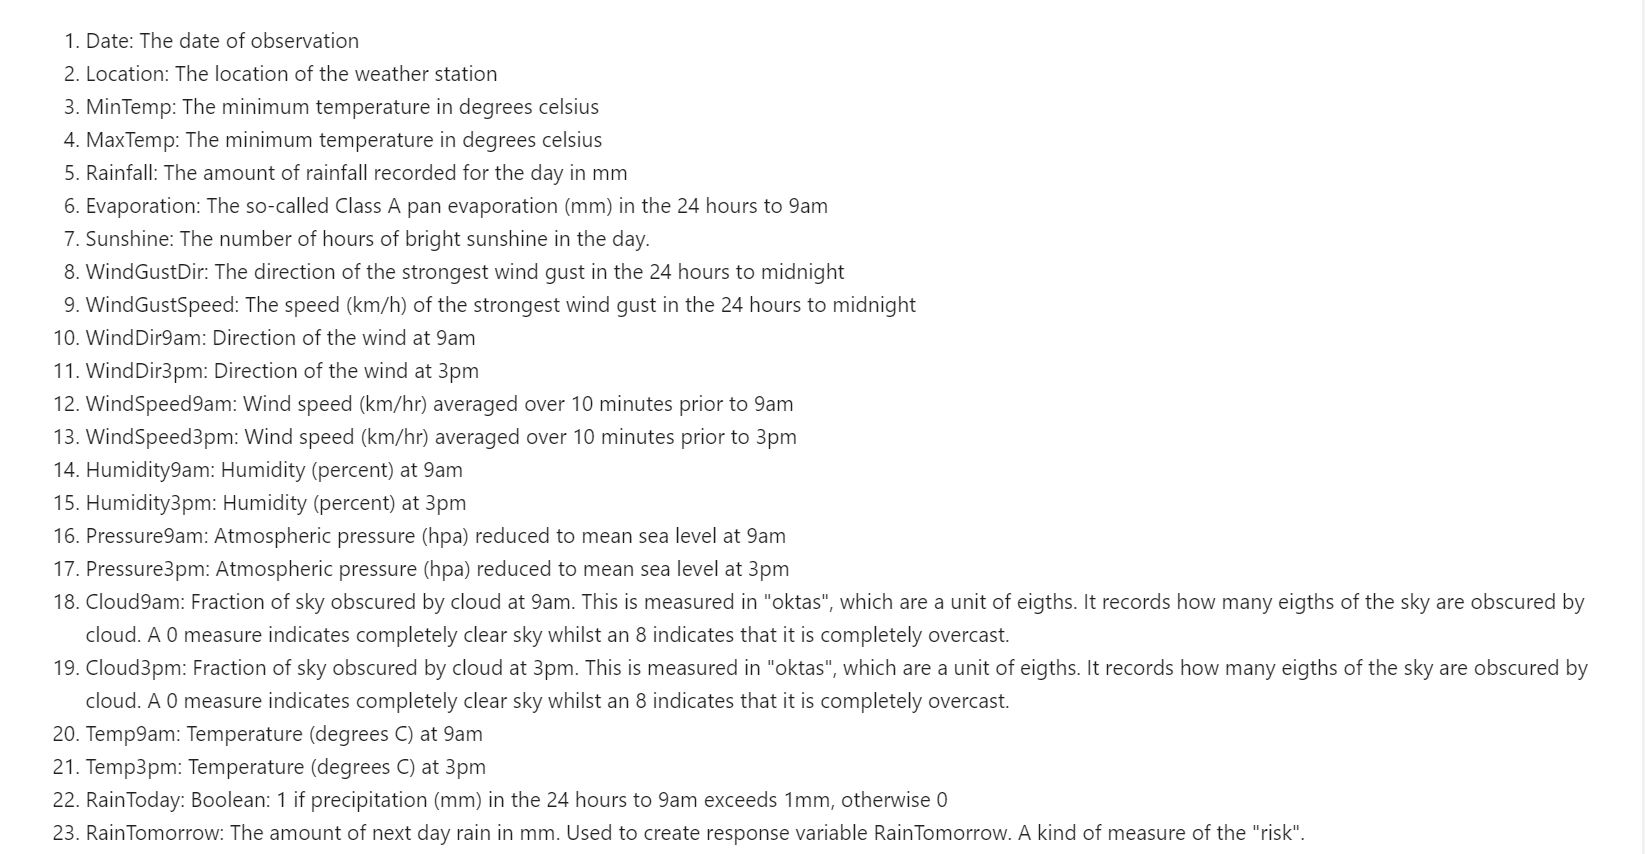 1. Date: The date of observation
2. Location: The location of the weather station
3. MinTemp: The minimum temperature in degrees celsius
4. MaxTemp: The minimum temperature in degrees celsius
5. Rainfall: The amount of rainfall recorded for the day in mm
6. Evaporation: The so-called Class A pan evaporation (mm) in the 24 hours to 9am
7. Sunshine: The number of hours of bright sunshine in the day.
8. WindGustDir: The direction of the strongest wind gust in the 24 hours to midnight
9. WindGustSpeed: The speed (km/h) of the strongest wind gust in the 24 hours to midnight
10. WindDir9am: Direction of the wind at 9am
11. WindDir3pm: Direction of the wind at 3pm
12. WindSpeed9am: Wind speed (km/hr) averaged over 10 minutes prior to 9am
13. WindSpeed3pm: Wind speed (km/hr) averaged over 10 minutes prior to 3pm
14. Humidity9am: Humidity (percent) at 9am
15. Humidity3pm: Humidity (percent) at 3pm
16. Pressure9am: Atmospheric pressure (hpa) reduced to mean sea level at 9am
17. Pressure3pm: Atmospheric pressure (hpa) reduced to mean sea level at 3pm
18. Cloud9am: Fraction of sky obscured by cloud at 9am. This is measured in "oktas", which are a unit of eigths. It records how many eigths of the sky are obscured by
cloud. A 0 measure indicates completely clear sky whilst an 8 indicates that it is completely overcast.
19. Cloud3pm: Fraction of sky obscured by cloud at 3pm. This is measured in "oktas", which are a unit of eigths. It records how many eigths of the sky are obscured by
cloud. A 0 measure indicates completely clear sky whilst an 8 indicates that it is completely overcast.
20. Temp9am: Temperature (degrees C) at 9am
21. Temp3pm: Temperature (degrees C) at 3pm
22. RainToday: Boolean: 1 if precipitation (mm) in the 24 hours to 9am exceeds 1mm, otherwise 0
23. RainTomorrow: The amount of next day rain in mm. Used to create response variable RainTomorrow. A kind of measure of the "risk".